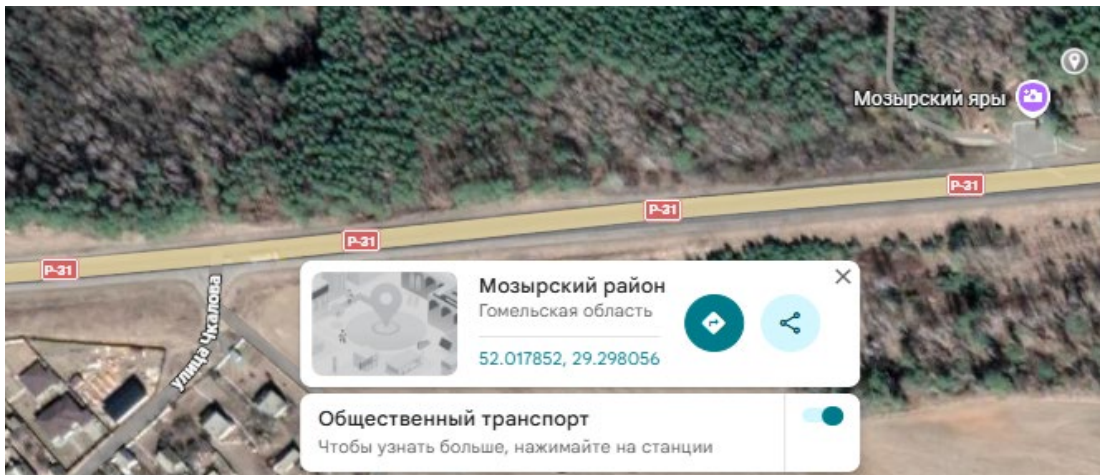 Мозырский яры
Р-31
Р-31
Р-31
Р-31
улица Чкалова
Мозырский район
Гомельская область
52.017852, 29.298056
Общественный транспорт
Чтобы узнать больше, нажимайте на станции